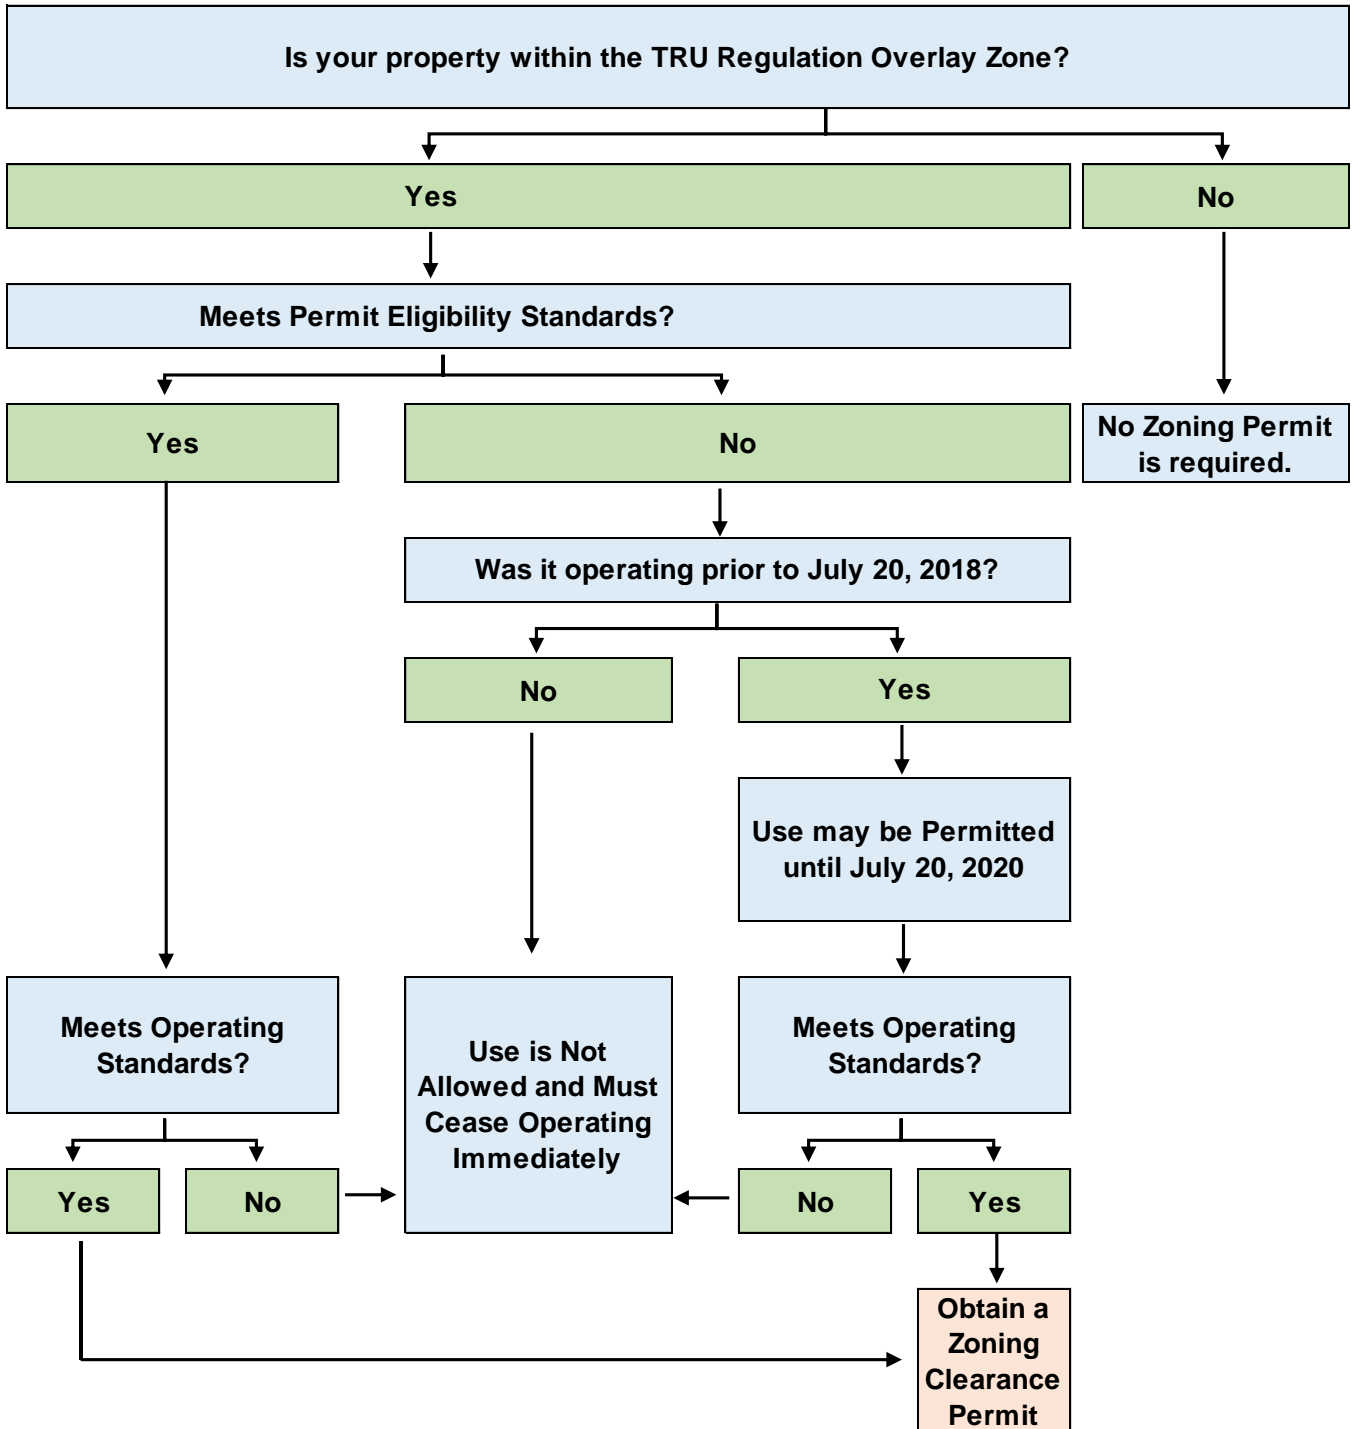 Is your property within the TRU Regulation Overlay Zone?
Yes
No
Meets Permit Eligibility Standards?
Yes
No
No Zoning Permit
is required.
Was it operating prior to July 20, 2018?
No
Yes
Use may be Permitted
until July 20, 2020
Meets Operating
Standards?
Use is Not
Allowed and Must
Cease Operating
Immediately
Meets Operating
Standards?
Yes
No
No
Yes
Obtain a
Zoning
Clearance
Permit